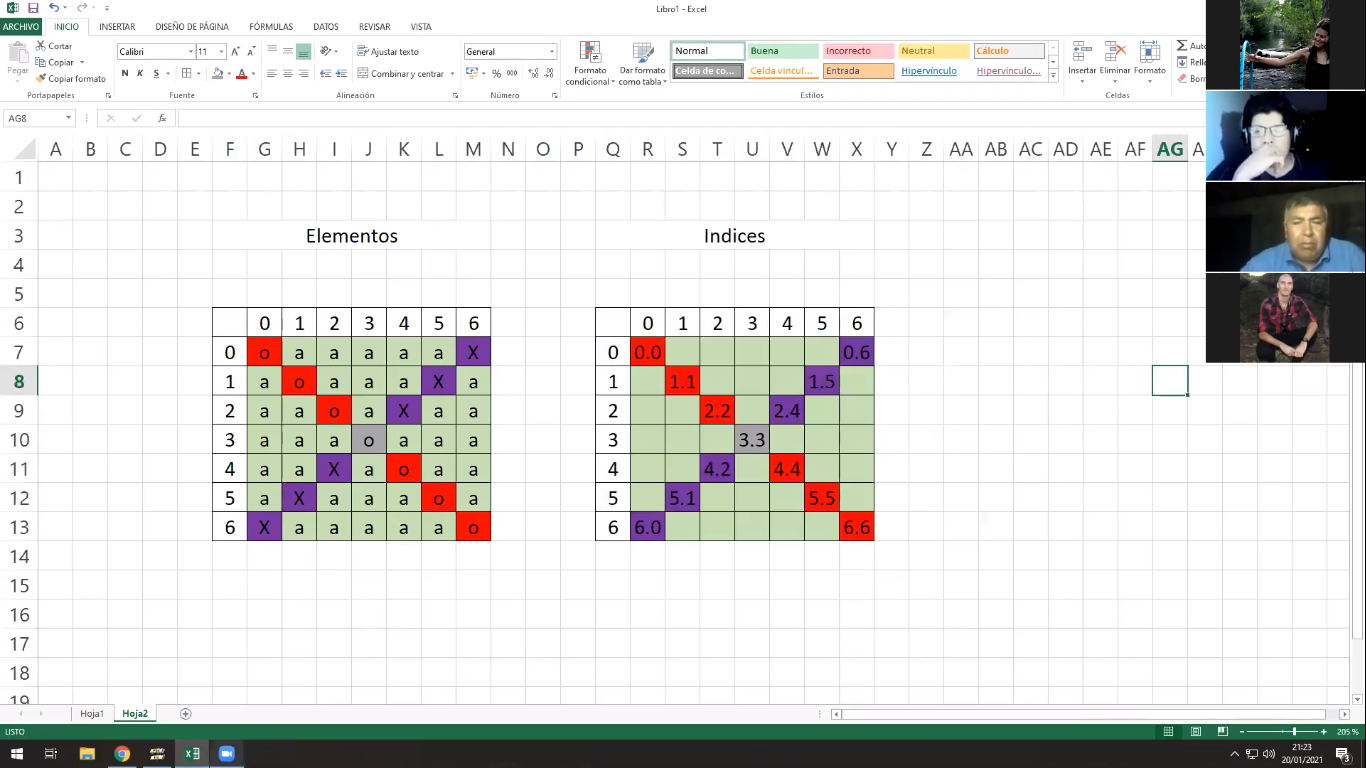 Libro1 - Excel
ARCHIVO INICIO INSERTAR DISEÑO DE PÁGINA FÓRMULAS DATOS REVISAR VISTA
Pegar
Cortar
Copiar
Copiar formato
Portapapeles
Calibri 11
N K S
Fuente
Ajustar texto
Combinar y centrar
Alineación
General
% 000
Número
Formato condicional
Dar formato como tabla
Normal Buena Incorrecto Neutral Cálculo
Celda de co... Celda vincul... Entrada Hipervínculo Hipervínculo...
Estilos
Insertar Eliminar Formato
Celdas
AG8
fx
A B C D E F G H I J K L M N O P Q R S T U V W X Y Z AA AB AC AD AE AF AG
1
2
3 Elementos Indices
4
5
6 0 1 2 3 4 5 6 0 1 2 3 4 5 6
7 0 o a a a a a X 0 0.0 0.6
8 1 a o a a a X a 1 1.1 1.5
9 2 a a o a X a a 2 2.2 2.4
10 3 a a a o a a a 3 3.3
11 4 a a X a o a a 4 4.2 4.4
12 5 a X a a a o a 5 5.1 5.5
13 6 X a a a a a o 6 6.0 6.6
14
15
16
17
18
19
Hoja1 Hoja2
LISTO
205 %
21:23
20/01/2021
3